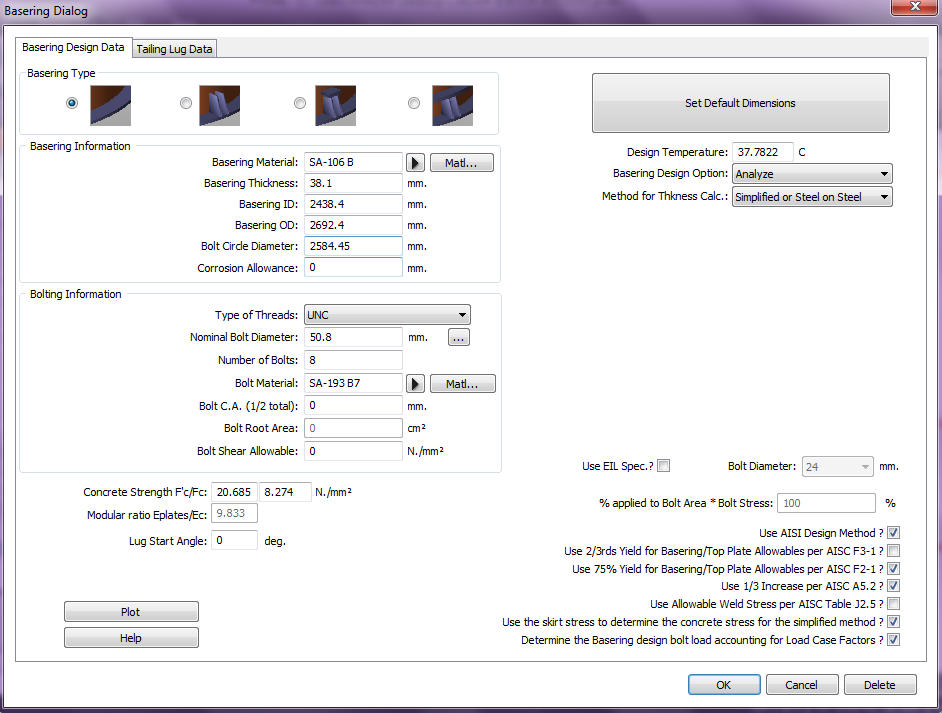 Basering Dialog
Basering Design Data
Tailing Lug Data
Basering Type
Set Default Dimensions
Basering Information
Basering Material: SA-106 B Matl...
Basering Thickness: 38.1 mm.
Basering ID: 2438.4 mm.
Basering OD: 2692.4 mm.
Bolt Circle Diameter: 2584.45 mm.
Corrosion Allowance: 0 mm.
Design Temperature: 37.7822 C
Basering Design Option: Analyze
Method for Thkness Calc.: Simplified or Steel on Steel
Bolting Information
Type of Threads: UNC
Nominal Bolt Diameter: 50.8 mm. ...
Number of Bolts: 8
Bolt Material: SA-193 B7 Matl...
Bolt C.A. (1/2 total): 0 mm.
Bolt Root Area: 0 cm²
Bolt Shear Allowable: 0 N./mm²
Concrete Strength F'c/Fc: 20.685 8.274 N./mm²
Modular ratio Eplates/Ec: 9.833
Lug Start Angle: 0 deg.
Use EIL Spec.? Bolt Diameter: 24 mm.
% applied to Bolt Area * Bolt Stress: 100 %
Use AISI Design Method ?
Use 2/3rds Yield for Basering/Top Plate Allowables per AISC F3-1 ?
Use 75% Yield for Basering/Top Plate Allowables per AISC F2-1 ?
Use 1/3 Increase per AISC A5.2 ?
Use Allowable Weld Stress per AISC Table J2.5 ?
Use the skirt stress to determine the concrete stress for the simplified method ?
Determine the Basering design bolt load accounting for Load Case Factors ?
Plot
Help
OK
Cancel
Delete